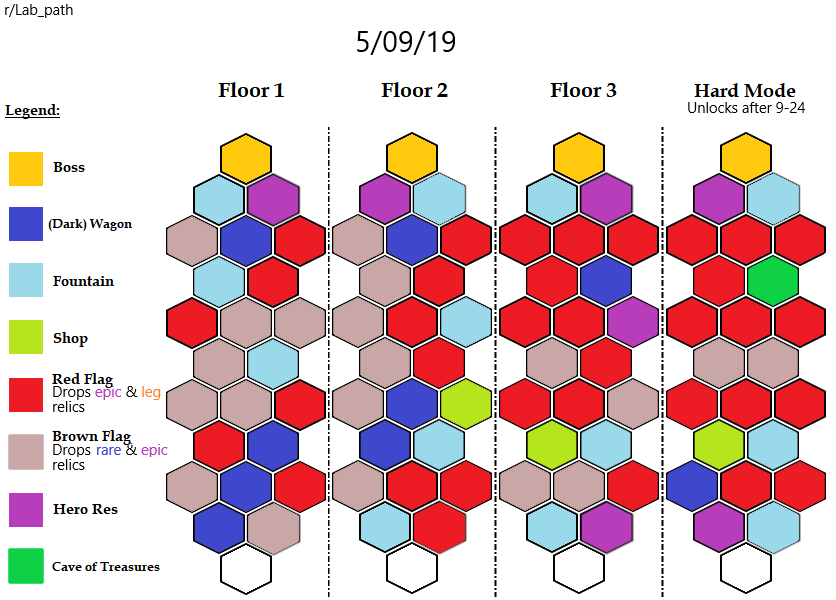 r/Lab_path
5/09/19
Floor 1
Floor 2
Floor 3
Hard Mode
Unlocks after 9-24
Legend:
Boss
(Dark) Wagon
Fountain
Shop
Red Flag
Drops epic & leg
relics
Brown Flag
Drops rare & epic
relics
Hero Res
Cave of Treasures